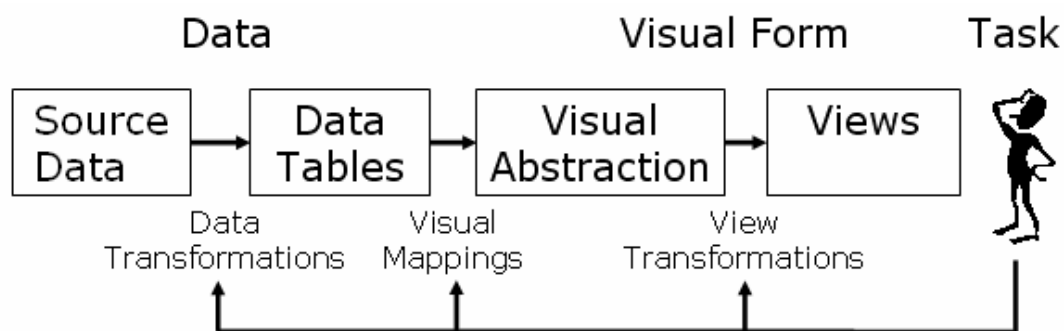 Data
Visual Form
Task
Source
Data
Data
Tables
Visual
Abstraction
Views
Data
Transformations
Visual
Mappings
View
Transformations